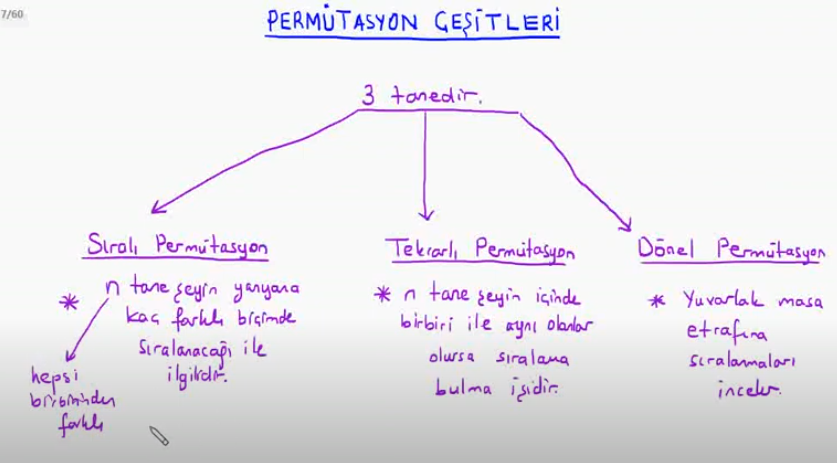 7/60
PERMÜTASYON ÇEŞİTLERİ
3 tanedir.
Sıralı Permütasyon
* n tane şeyin yanyana
kaç farklı biçimde
sıralanacağı ile
ilgilidir.
hepsi
birbirinden
farklı
Tekrarlı Permütasyon
* n tane şeyin içinde
birbiri ile aynı olanlar
olursa sıralama
bulma işidir.
Dönel Permütasyon
* Yuvarlak masa
etrafına
sıralanmaları
inceler.